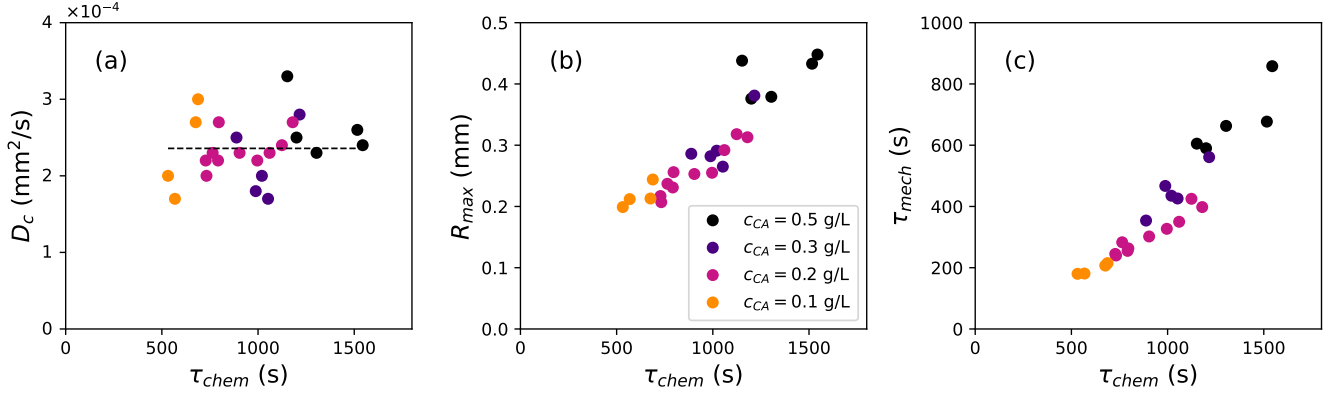 ×10⁻⁴
4
3
2
1
0
0
500
1000
1500
D_c (mm²/s)
τ_chem (s)
(a)
0.5
0.4
0.3
0.2
0.1
0.0
0
500
1000
1500
R_max (mm)
τ_chem (s)
(b)
c_CA = 0.5 g/L
c_CA = 0.3 g/L
c_CA = 0.2 g/L
c_CA = 0.1 g/L
1000
800
600
400
200
0
0
500
1000
1500
τ_mech (s)
τ_chem (s)
(c)